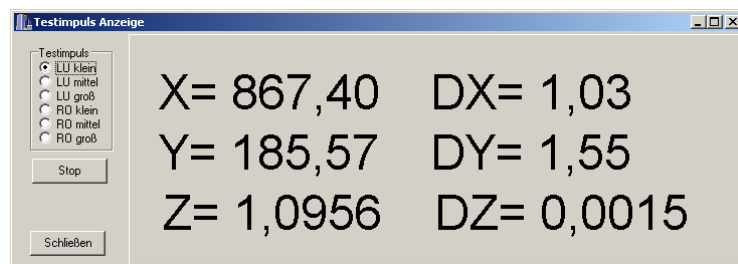 Testimpuls Anzeige
Testimpuls
LU klein
LU mittel
LU groß
RO klein
RO mittel
RO groß
Stop
Schließen
X= 867,40 DX= 1,03
Y= 185,57 DY= 1,55
Z= 1,0956 DZ= 0,0015